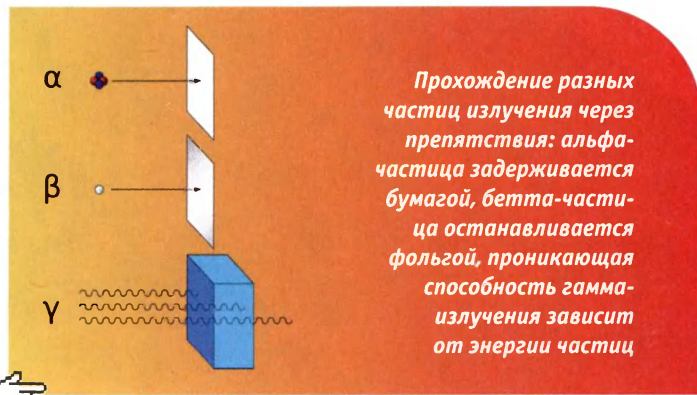 α
β
γ
Прохождение разных
частиц излучения через
препятствия: альфа-
частица задерживается
бумагой, бетта-части-
ца останавливается
фольгой, проникающая
способность гамма-
излучения зависит
от энергии частиц